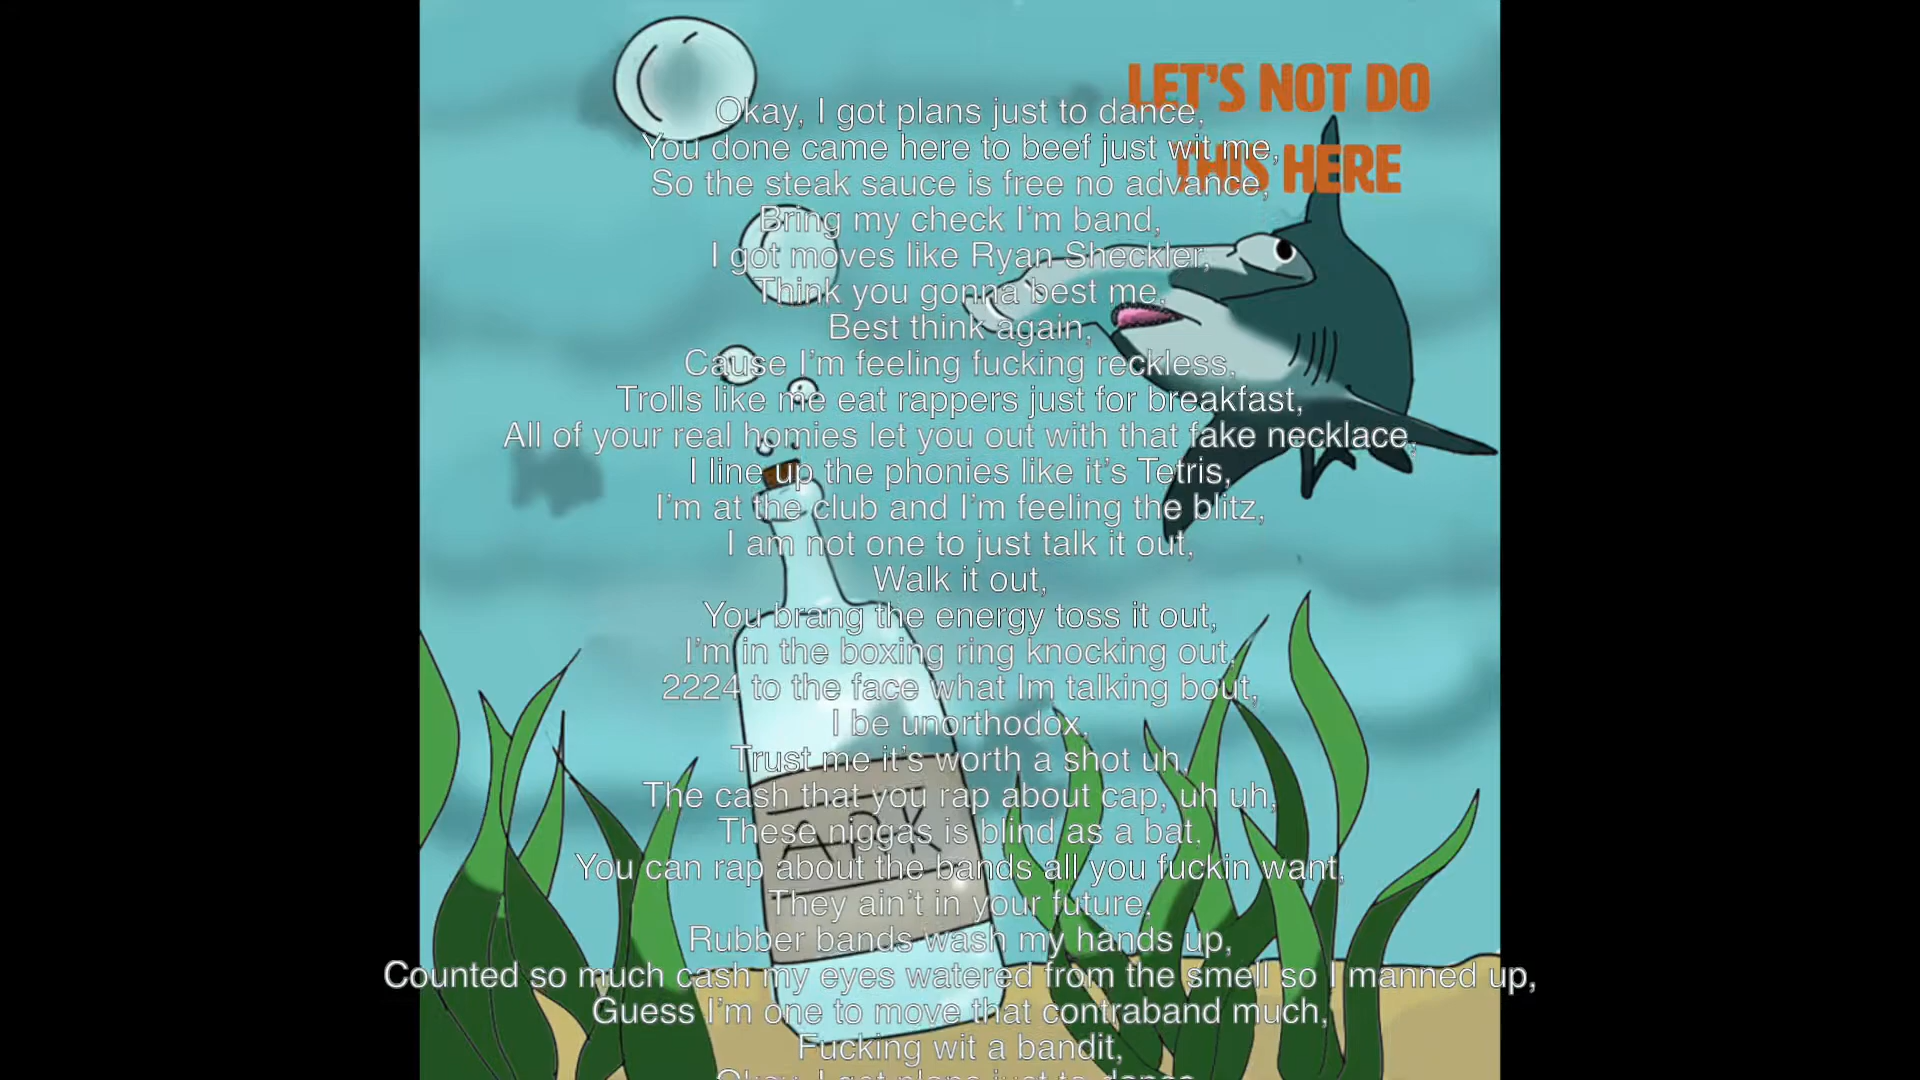 LET'S NOT DO
THIS HERE
Okay, I got plans just to dance,
You done came here to beef just wit me,
So the steak sauce is free no advance,
Bring my check I'm band,
I got moves like Ryan Sheckler,
Think you gonna best me,
Best think again,
Cause I'm feeling fucking reckless,
Trolls like me eat rappers just for breakfast,
All of your real homies let you out with that fake necklace,
I line up the phonies like it's Tetris,
I'm at the club and I'm feeling the blitz,
I am not one to just talk it out,
Walk it out,
You brang the energy toss it out,
I'm in the boxing ring knocking out,
2224 to the face what Im talking bout,
I be unorthodox,
Trust me it's worth a shot uh,
The cash that you rap about cap, uh uh,
These niggas is blind as a bat,
You can rap about the bands all you fuckin want,
They ain't in your future,
Rubber bands wash my hands up,
Counted so much cash my eyes watered from the smell so I manned up,
Guess I'm one to move that contraband much,
Fucking wit a bandit,
Okay, I got plans just to dance,
ARK